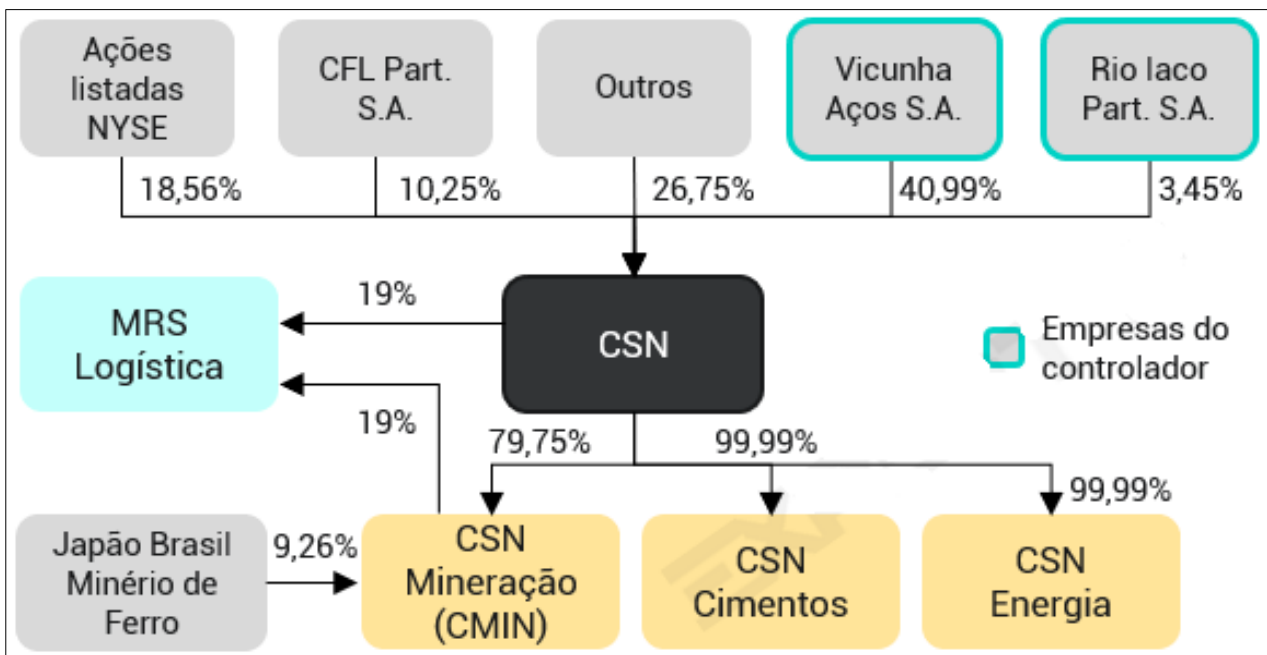 Ações
listadas
NYSE
CFL Part.
S.A.
Outros
Vicunha
Aços S.A.
Rio Iaco
Part. S.A.
18,56%
10,25%
26,75%
40,99%
3,45%
MRS
Logística
19%
CSN
Empresas do
controlador
19%
79,75%
99,99%
99,99%
Japão Brasil
Minério de
Ferro
9,26%
CSN
Mineração
(CMIN)
CSN
Cimentos
CSN
Energia